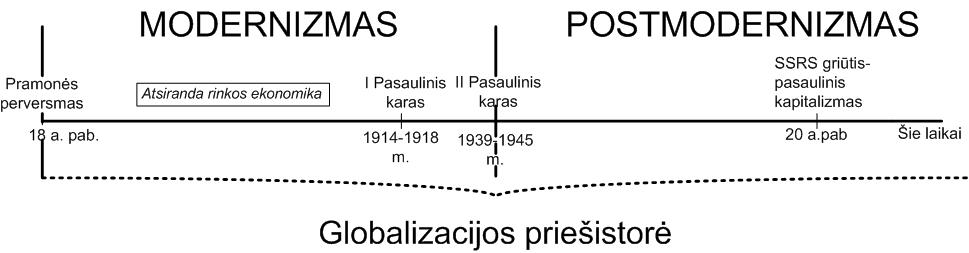 MODERNIZMAS
POSTMODERNIZMAS
Pramonės
perversmas
Atsiranda rinkos ekonomika
I Pasaulinis
karas
II Pasaulinis
karas
SSRS griūtis-
pasaulinis
kapitalizmas
18 a. pab.
1914-1918
m.
1939-1945
m.
20 a.pab
Šie laikai
Globalizacijos priešistorė